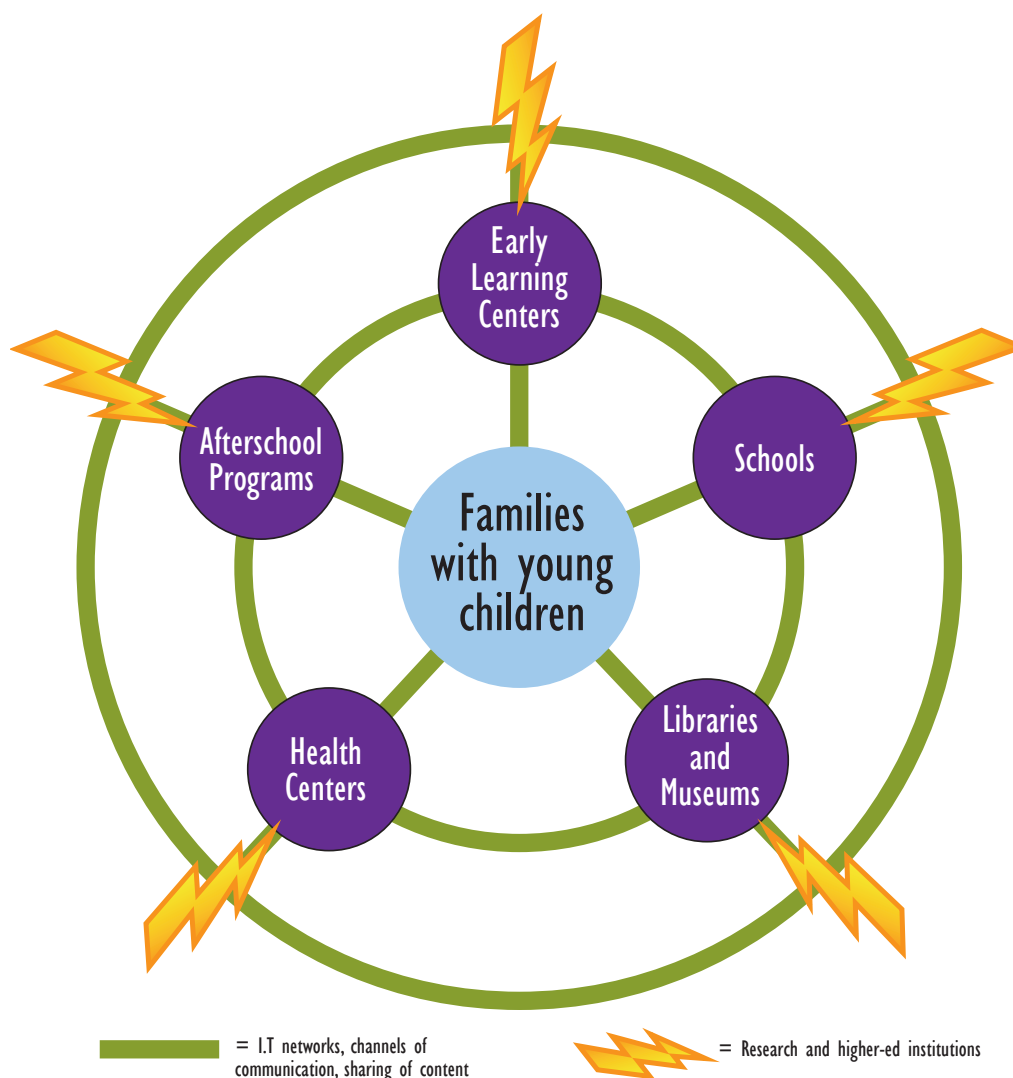 Early
Learning
Centers
Afterschool
Programs
Schools
Families
with young
children
Health
Centers
Libraries
and
Museums
= I.T networks, channels of
communication, sharing of content
= Research and higher-ed institutions